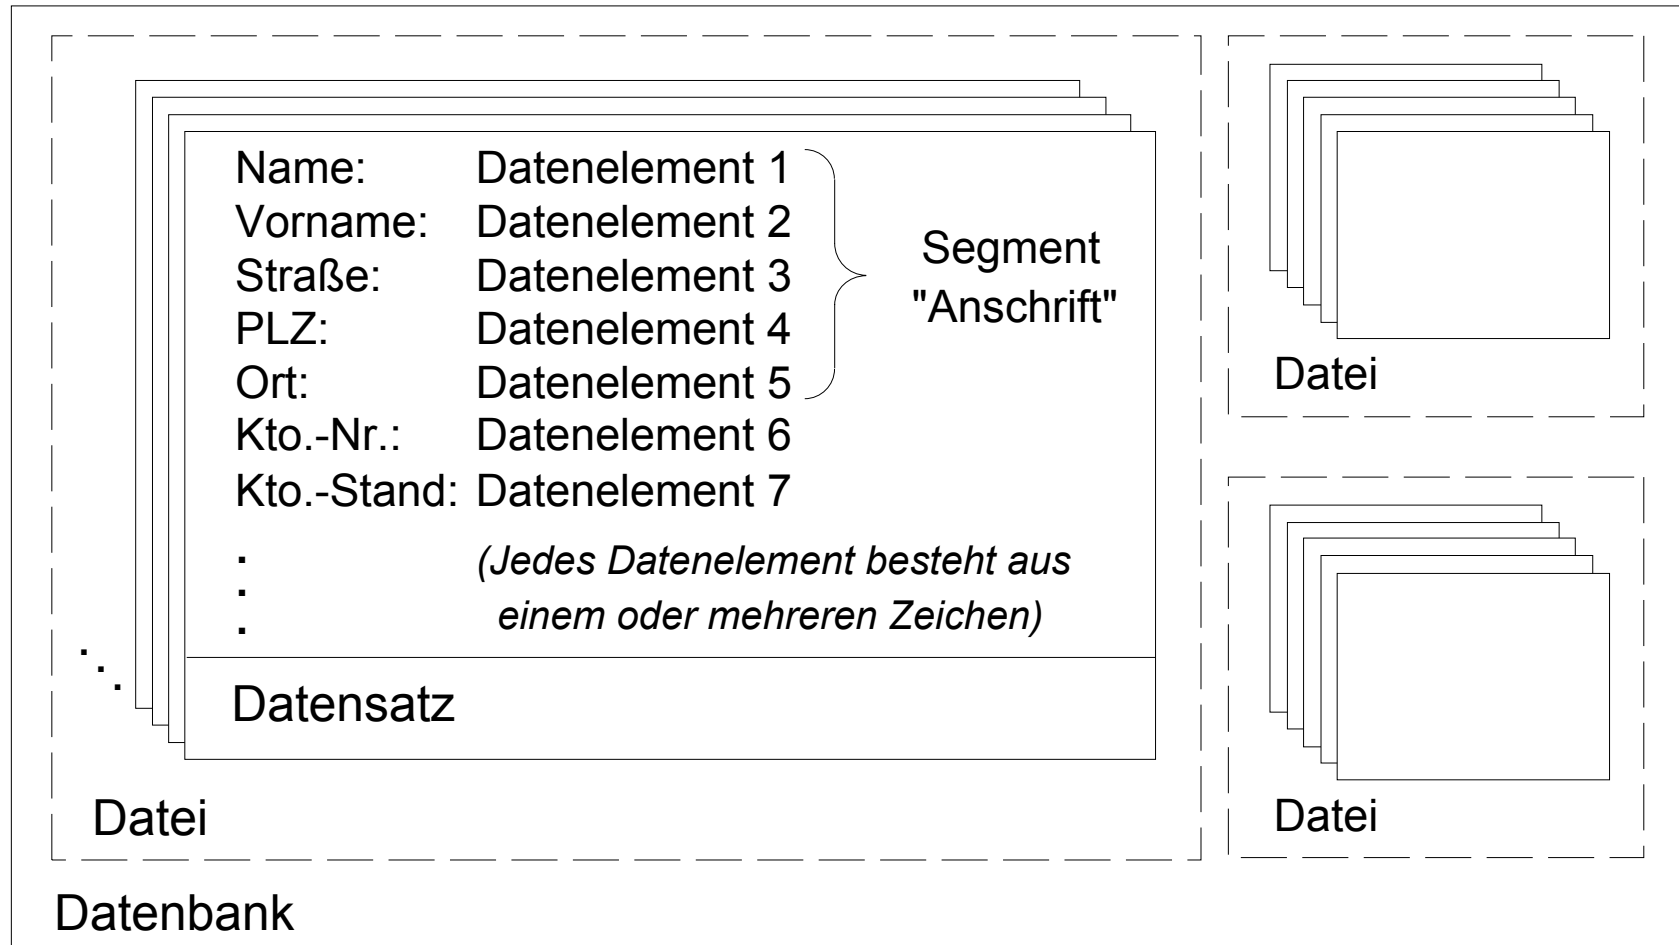 Name: Datenelement 1
Vorname: Datenelement 2
Straße: Datenelement 3
PLZ: Datenelement 4
Ort: Datenelement 5
Segment
"Anschrift"
Kto.-Nr.: Datenelement 6
Kto.-Stand: Datenelement 7
(Jedes Datenelement besteht aus
einem oder mehreren Zeichen)
Datensatz
Datei
Datei
Datei
Datenbank